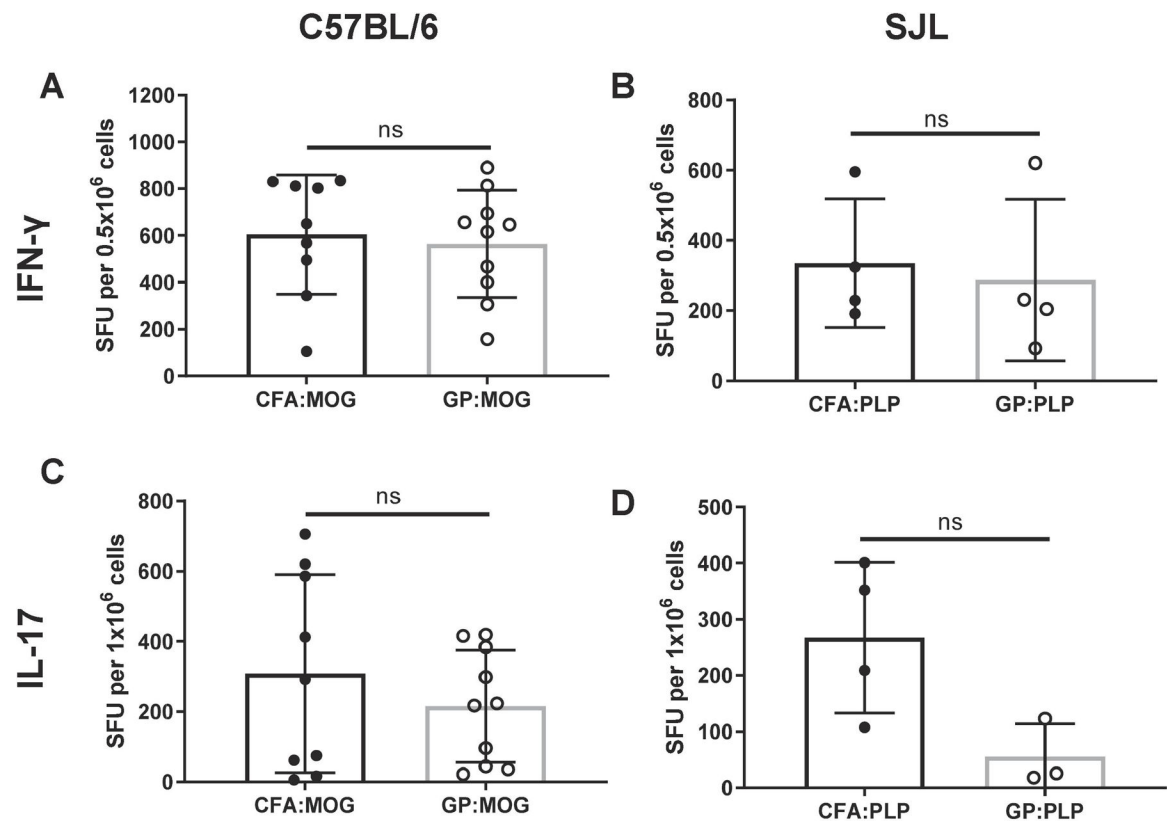 C57BL/6
SJL
A
IFN-γ
SFU per 0.5x10⁶ cells
1200
1000
800
600
400
200
0
ns
CFA:MOG GP:MOG
B
SFU per 0.5x10⁶ cells
800
600
400
200
0
ns
CFA:PLP GP:PLP
C
IL-17
SFU per 1x10⁶ cells
800
600
400
200
0
ns
CFA:MOG GP:MOG
D
SFU per 1x10⁶ cells
500
400
300
200
100
0
ns
CFA:PLP GP:PLP